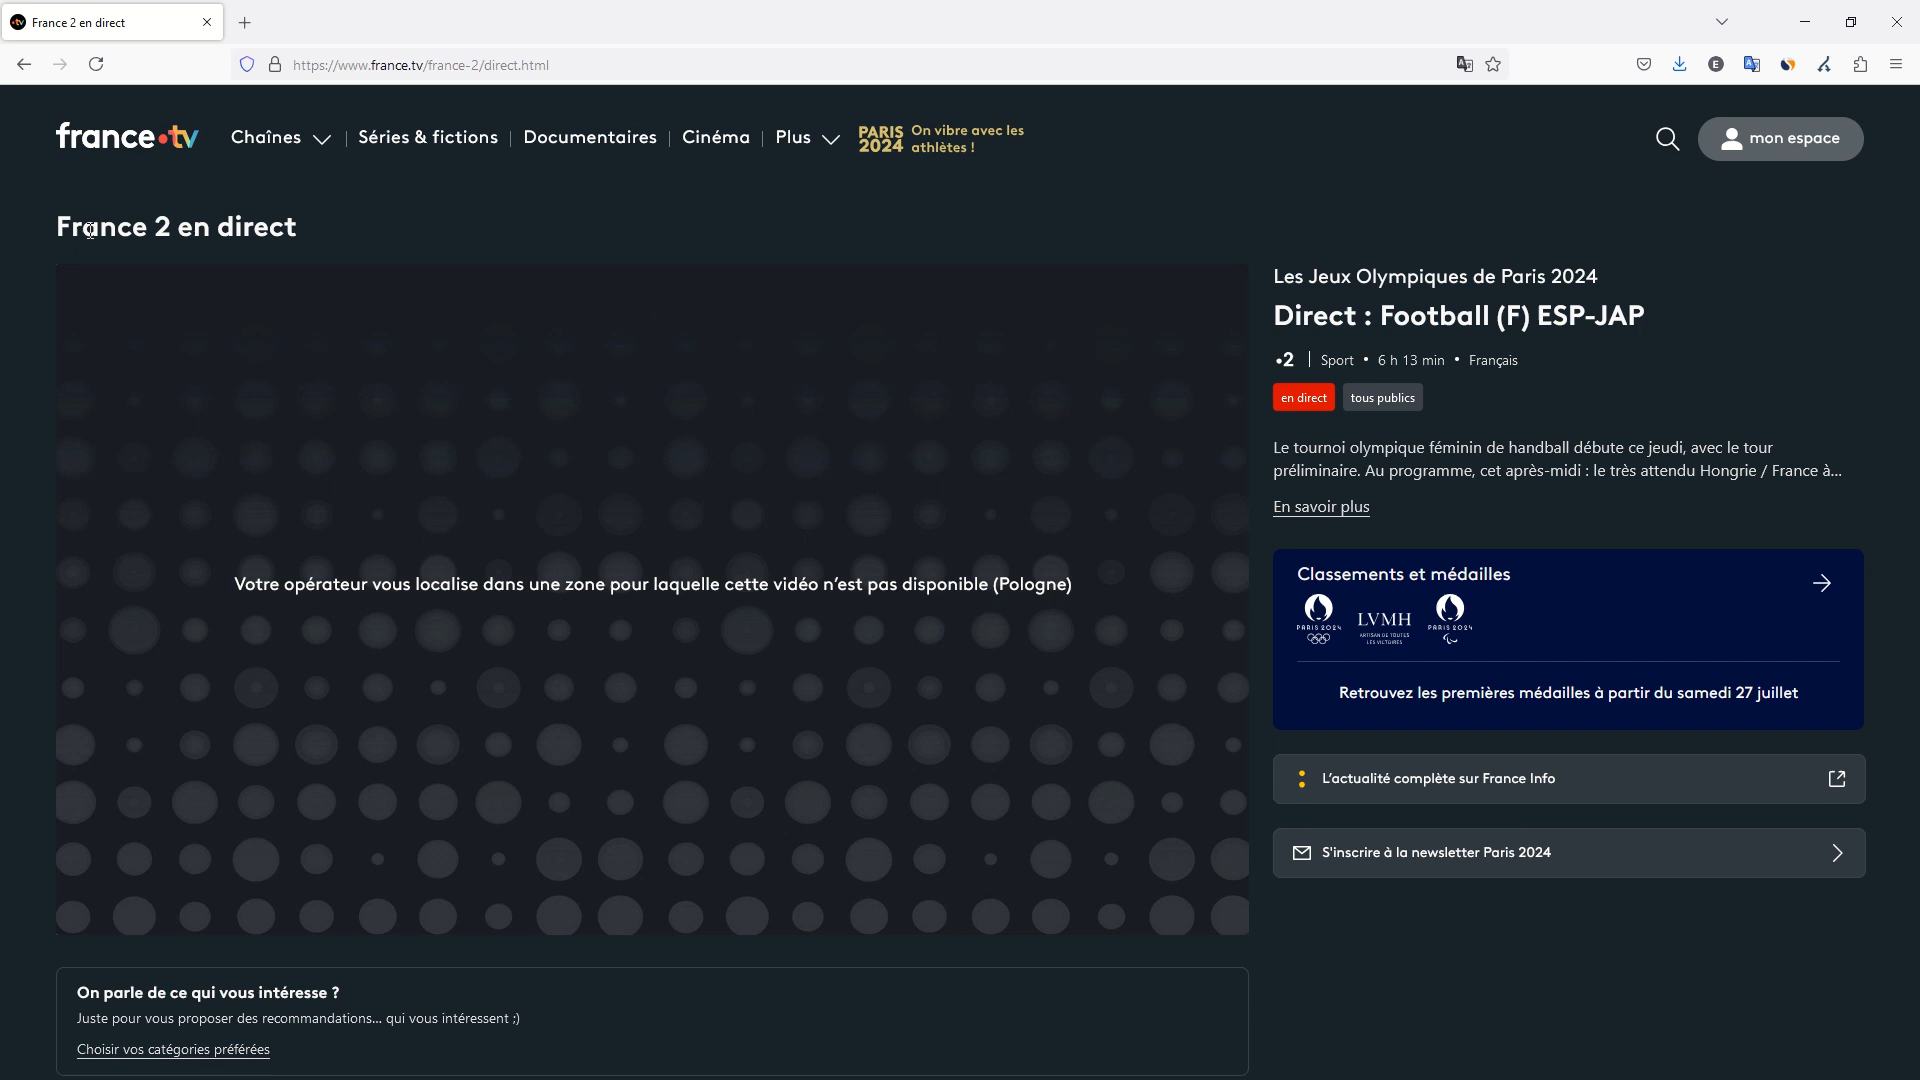 France 2 en direct
https://www.france.tv/france-2/direct.html
E
france•tv
Chaînes
Séries & fictions
Documentaires
Cinéma
Plus
PARIS 2024
On vibre avec les
athlètes !
mon espace
France 2 en direct
Votre opérateur vous localise dans une zone pour laquelle cette vidéo n’est pas disponible (Pologne)
Les Jeux Olympiques de Paris 2024
Direct : Football (F) ESP-JAP
•2 | Sport • 6 h 13 min • Français
en direct
tous publics
Le tournoi olympique féminin de handball débute ce jeudi, avec le tour
préliminaire. Au programme, cet après-midi : le très attendu Hongrie / France à...
En savoir plus
Classements et médailles
PARIS 2024
LVMH
ARTISAN DE TOUTES
LES VICTOIRES
PARIS 2024
Retrouvez les premières médailles à partir du samedi 27 juillet
L’actualité complète sur France Info
S'inscrire à la newsletter Paris 2024
On parle de ce qui vous intéresse ?
Juste pour vous proposer des recommandations... qui vous intéressent ;)
Choisir vos catégories préférées